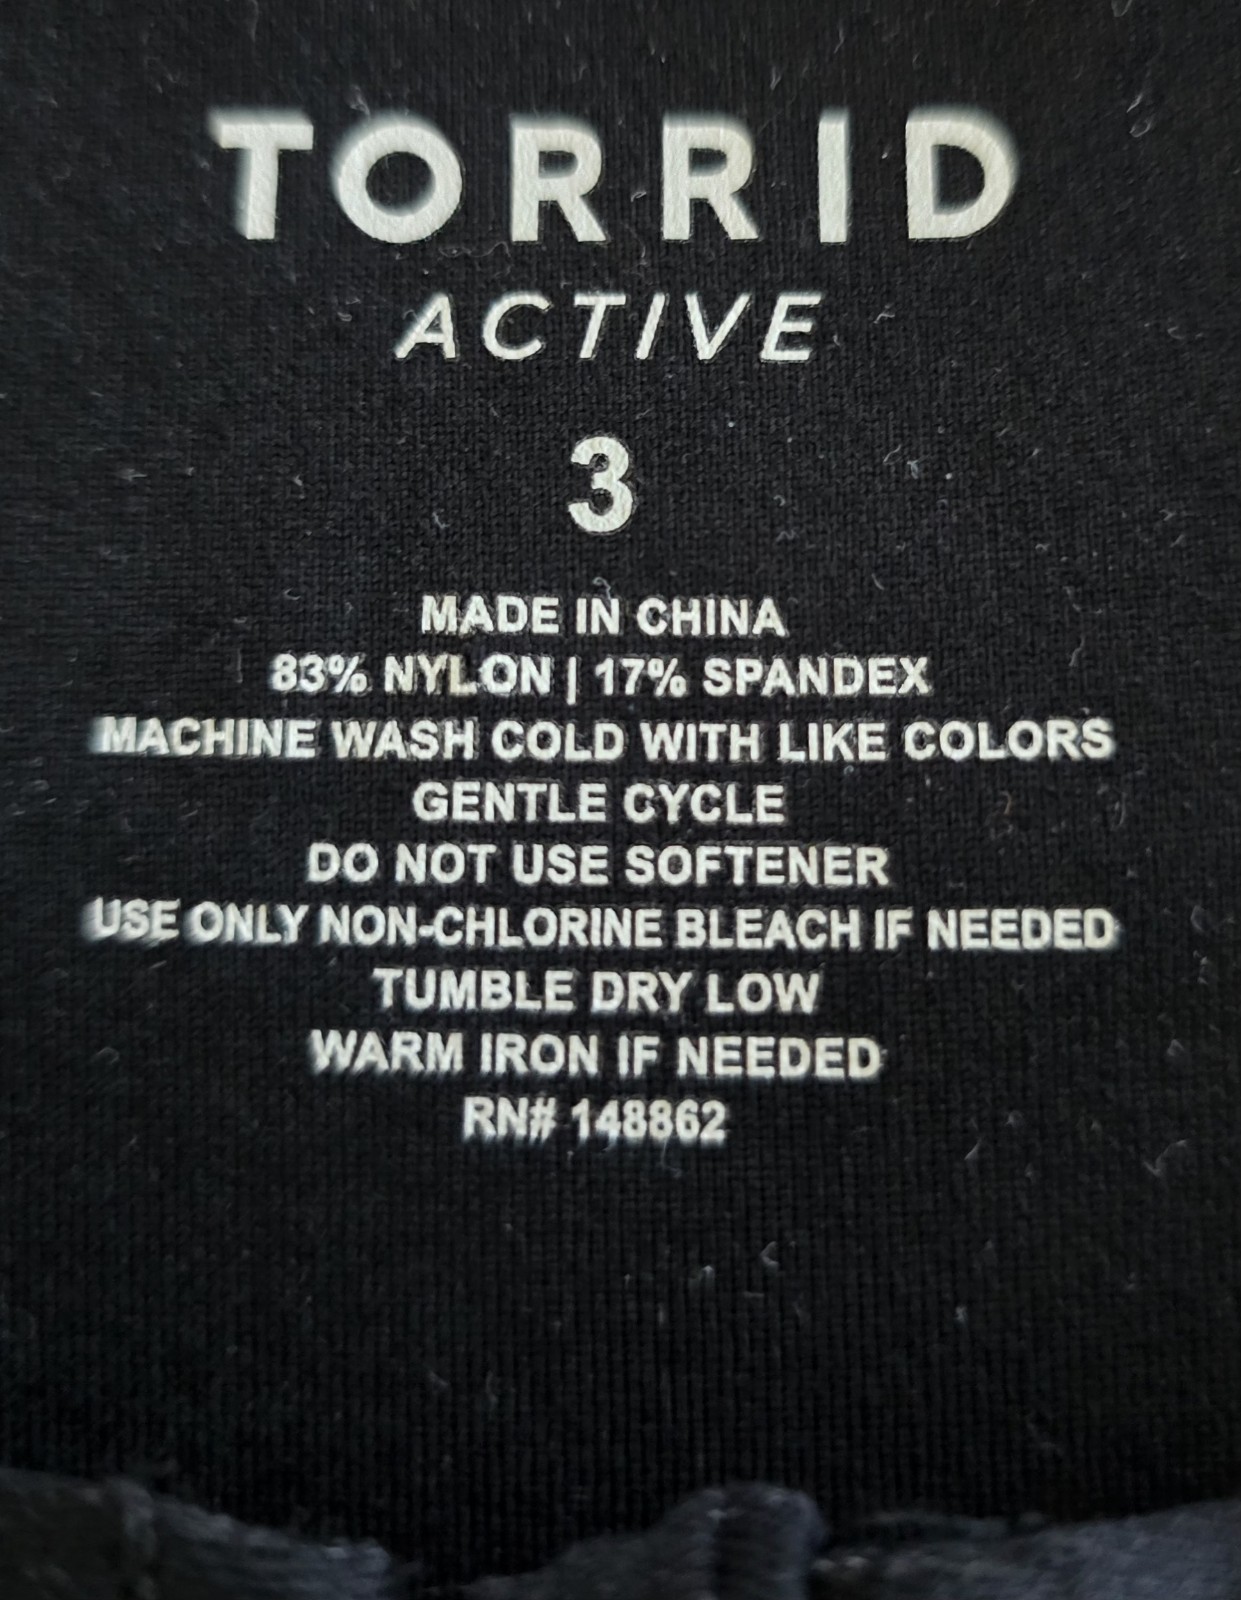 TORRID
ACTIVE
3
MADE IN CHINA
83% NYLON | 17% SPANDEX
MACHINE WASH COLD WITH LIKE COLORS
GENTLE CYCLE
DO NOT USE SOFTENER
USE ONLY NON-CHLORINE BLEACH IF NEEDED
TUMBLE DRY LOW
WARM IRON IF NEEDED
RN# 148862